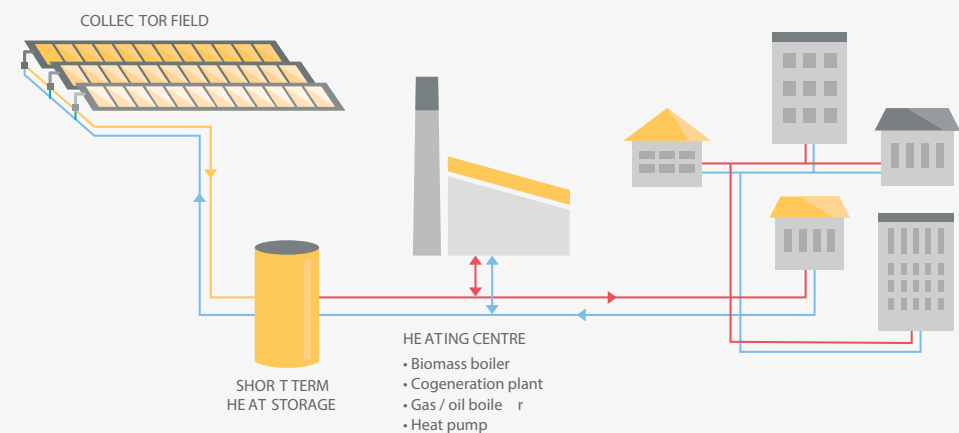 COLLEC TOR FIELD
SHOR T TERM
HE AT STORAGE
HE ATING CENTRE
• Biomass boiler
• Cogeneration plant
• Gas / oil boile r
• Heat pump